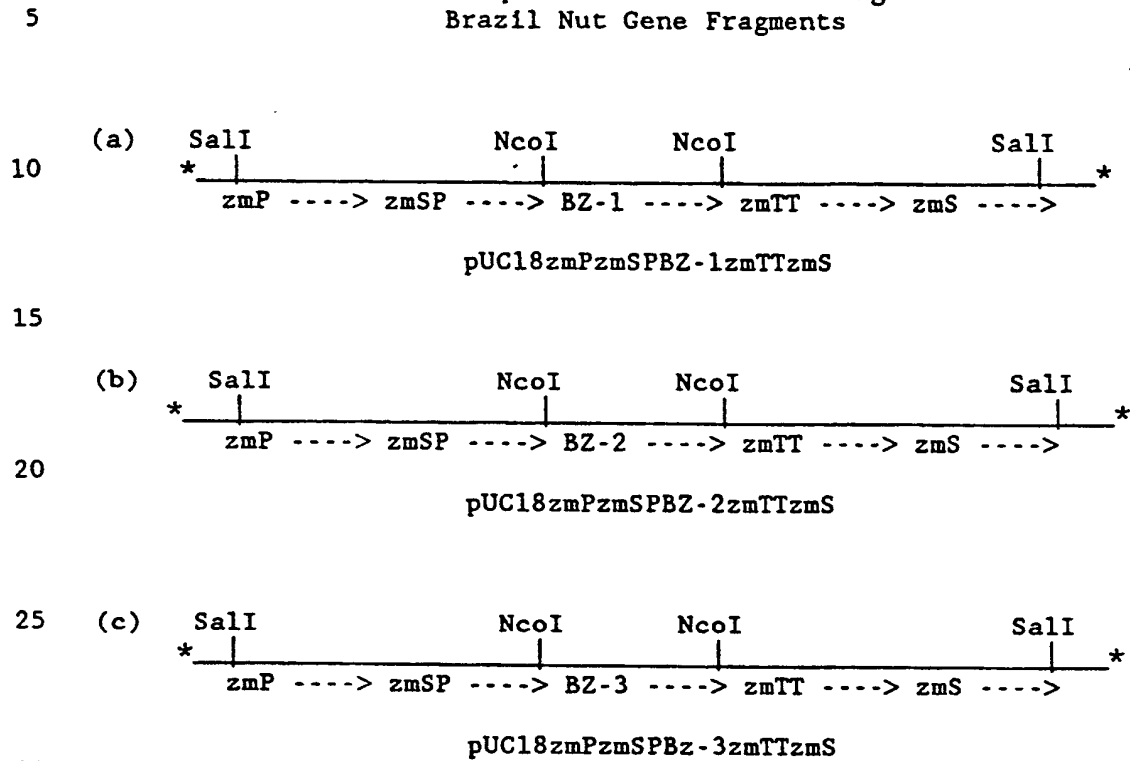 5 Brazil Nut Gene Fragments
(a) SalI NcoI NcoI SalI
10 * *
zmP ----> zmSP ----> BZ-1 ----> zmTT ----> zmS ---->
pUC18zmPzmSPBZ-1zmTTzmS
15
(b) SalI NcoI NcoI SalI
* *
zmP ----> zmSP ----> BZ-2 ----> zmTT ----> zmS ---->
20
pUC18zmPzmSPBZ-2zmTTzmS
25 (c) SalI NcoI NcoI SalI
* *
zmP ----> zmSP ----> BZ-3 ----> zmTT ----> zmS ---->
pUC18zmPzmSPBz-3zmTTzmS